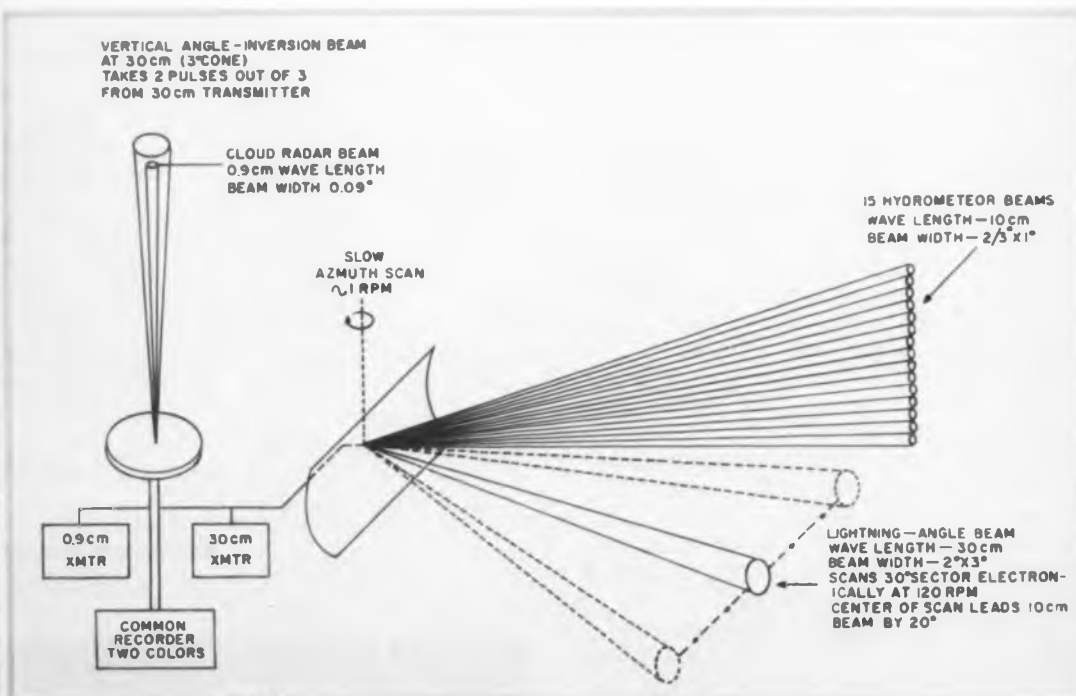 VERTICAL ANGLE-INVERSION BEAM
AT 30cm (3°CONE)
TAKES 2 PULSES OUT OF 3
FROM 30cm TRANSMITTER
CLOUD RADAR BEAM
0.9cm WAVE LENGTH
BEAM WIDTH 0.09°
15 HYDROMETEOR BEAMS
WAVE LENGTH-10cm
BEAM WIDTH-2/3°X1°
SLOW
AZMUTH SCAN
~1 RPM
0.9cm
XMTR
30cm
XMTR
COMMON
RECORDER
TWO COLORS
LIGHTNING-ANGLE BEAM
WAVE LENGTH-30cm
BEAM WIDTH-2°X3°
SCANS 30°SECTOR ELECTRON-
ICALLY AT 120 RPM
CENTER OF SCAN LEADS 10cm
BEAM BY 20°